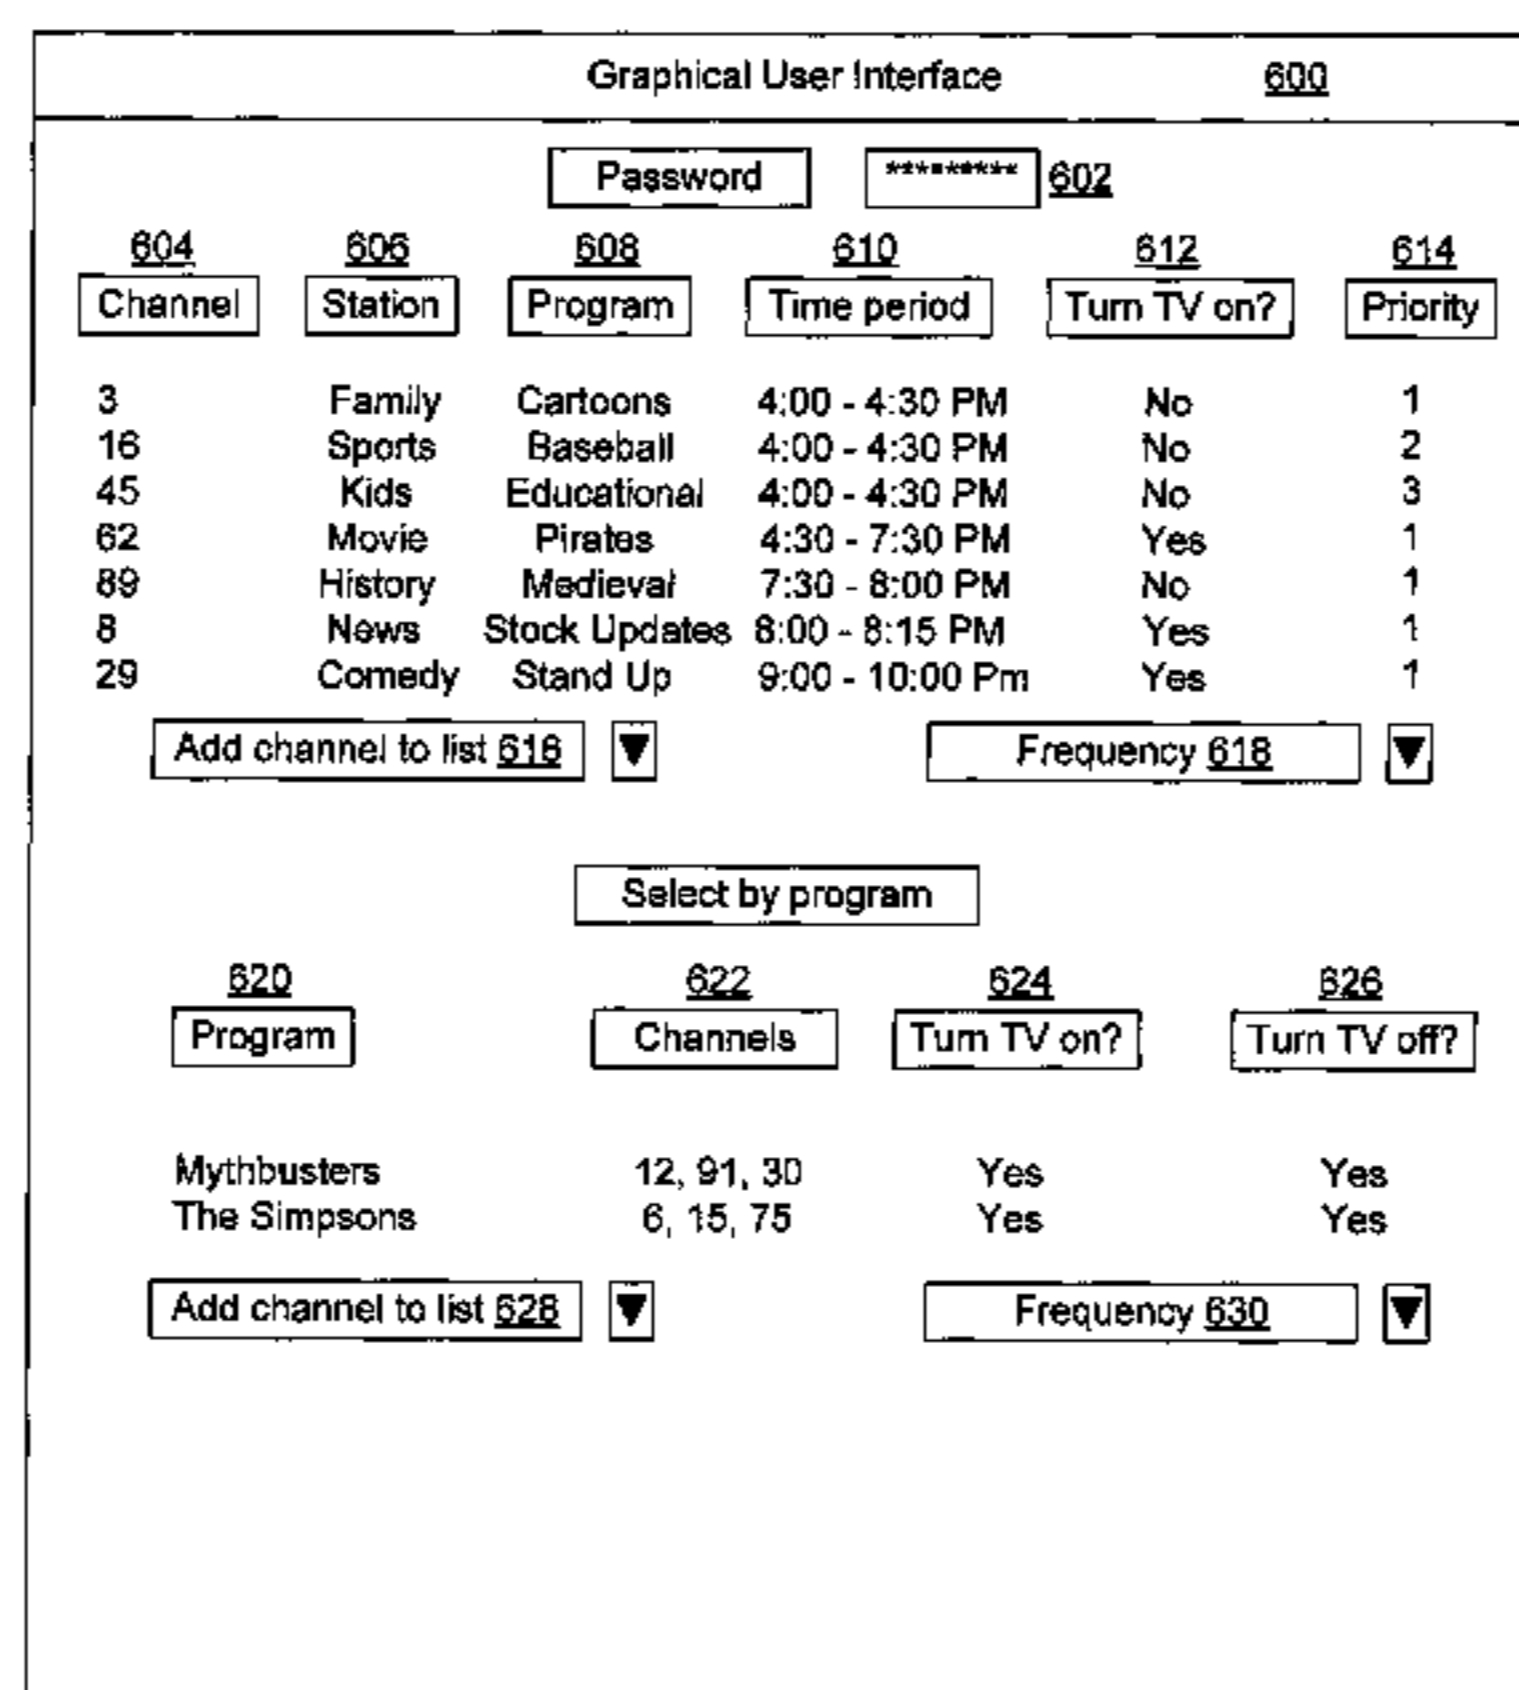 Graphical User Interface 600
Password ********* 602
604 606 608 610 612 614
Channel Station Program Time period Turn TV on? Priority
3 Family Cartoons 4:00 - 4:30 PM No 1
16 Sports Baseball 4:00 - 4:30 PM No 2
45 Kids Educational 4:00 - 4:30 PM No 3
62 Movie Pirates 4:30 - 7:30 PM Yes 1
89 History Medieval 7:30 - 8:00 PM No 1
8 News Stock Updates 8:00 - 8:15 PM Yes 1
29 Comedy Stand Up 9:00 - 10:00 Pm Yes 1
Add channel to list 616 ▼ Frequency 618 ▼
Select by program
620 622 624 626
Program Channels Turn TV on? Turn TV off?
Mythbusters 12, 91, 30 Yes Yes
The Simpsons 6, 15, 75 Yes Yes
Add channel to list 628 ▼ Frequency 630 ▼